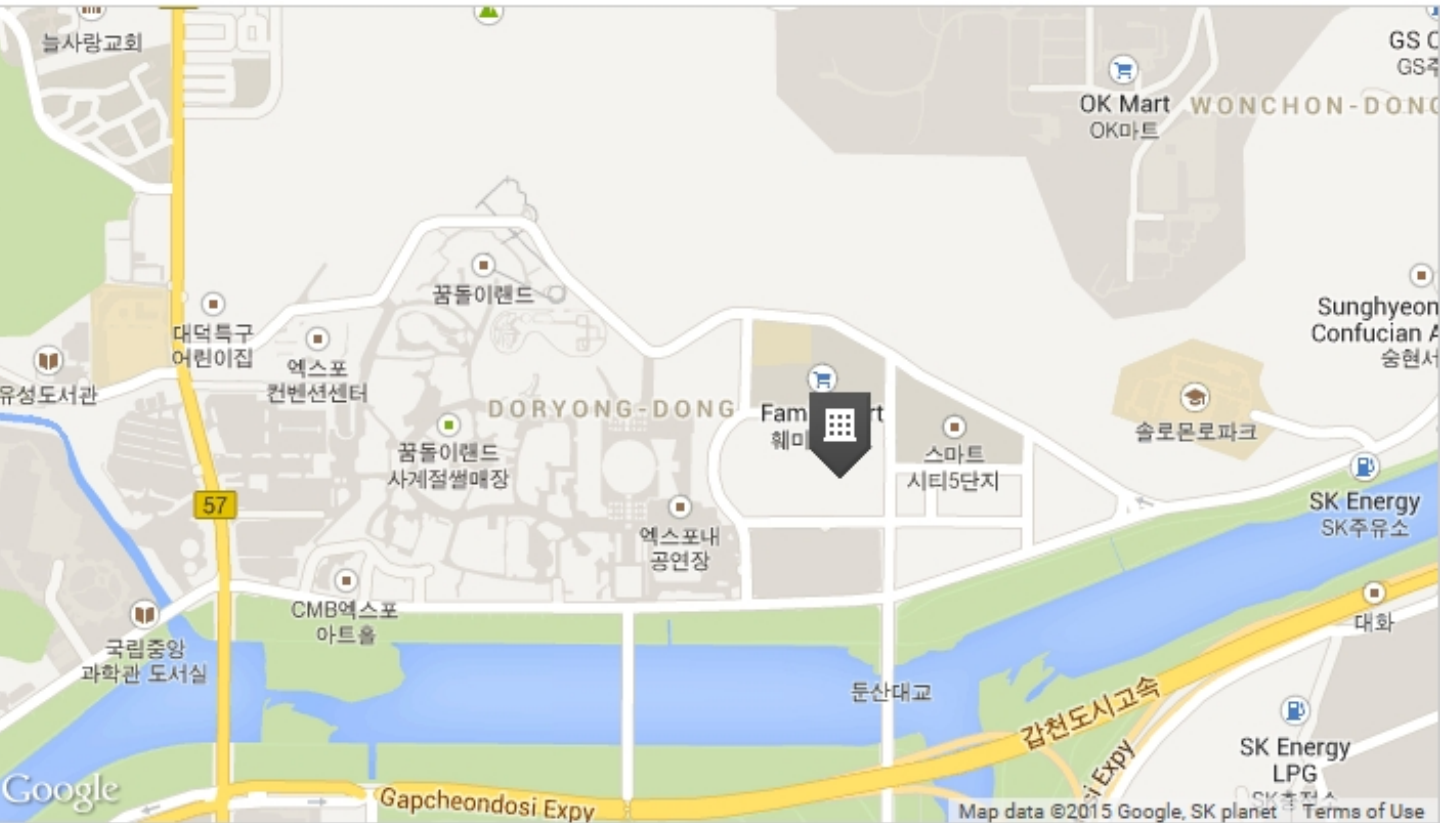 늘사랑교회
GS
OK Mart
OK마트
WONCHON-DONG
꿈돌이랜드
대덕특구
어린이집
엑스포
컨벤션센터
유성도서관
Sunghyeon
Confucian
숭현서
DORYONG-DONG
훼미
솔로몬로파크
스마트
시티5단지
꿈돌이랜드
사계절썰매장
57
엑스포내
공연장
SK Energy
SK주유소
CMB엑스포
아트홀
국립중앙
과학관 도서실
대화
둔산대교
갑천도시고속
SK Energy
LPG
Expy
Gapcheondosi Expy
Google
Map data ©2015 Google, SK planet
Terms of Use